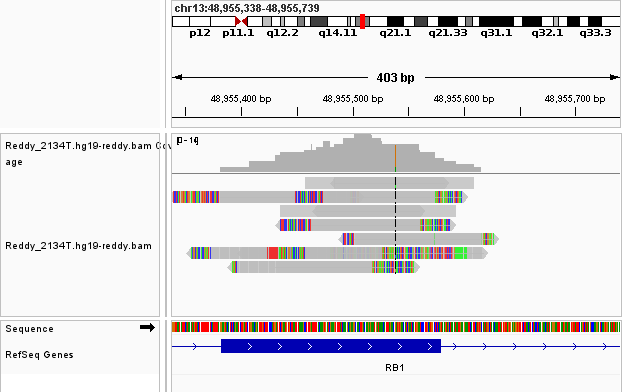 chr13:48,955,338-48,955,739
p12 p11.1 q12.2 q14.11 q21.1 q21.33 q31.1 q32.1 q33.3
403 bp
48,955,400 bp 48,955,500 bp 48,955,600 bp 48,955,700 bp
Reddy_2134T.hg19-reddy.bam Cov
age
[0 - 14]
Reddy_2134T.hg19-reddy.bam
Sequence
RefSeq Genes
RB1